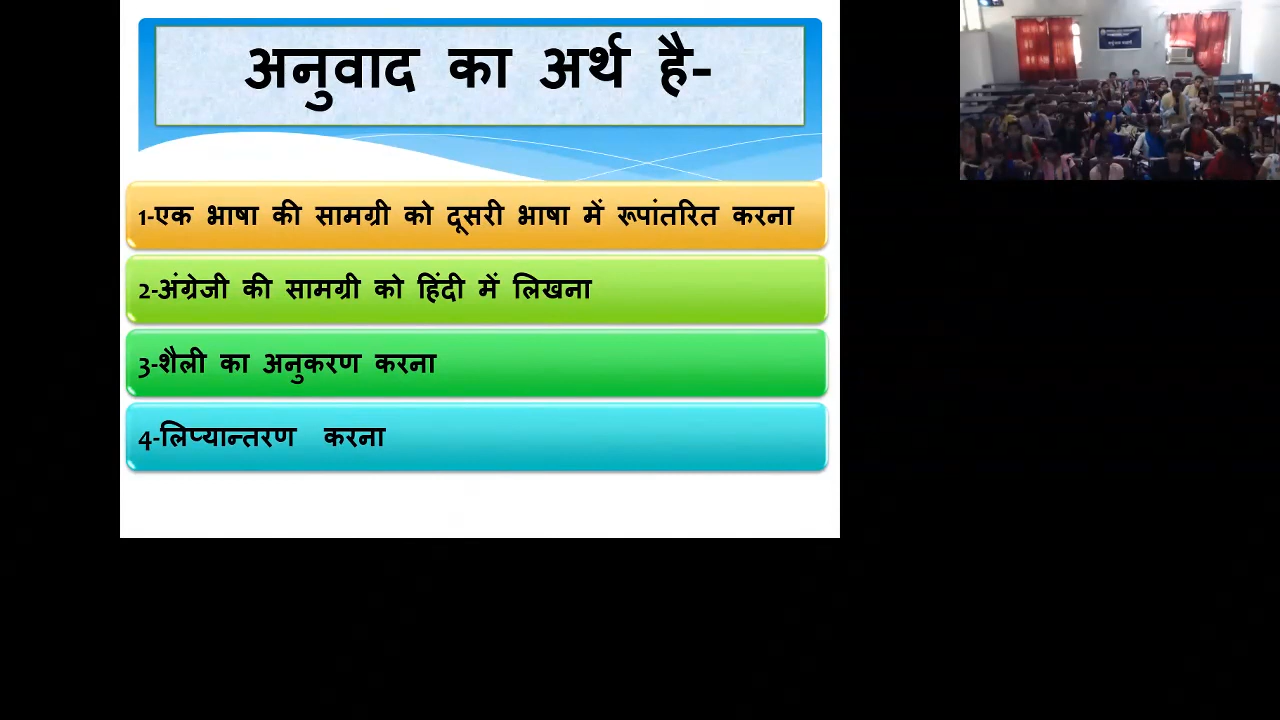 अनुवाद का अर्थ है-
1-एक भाषा की सामग्री को दूसरी भाषा में रूपांतरित करना
2-अंग्रेजी की सामग्री को हिंदी में लिखना
3-शैली का अनुकरण करना
4-लिप्यान्तरण करना